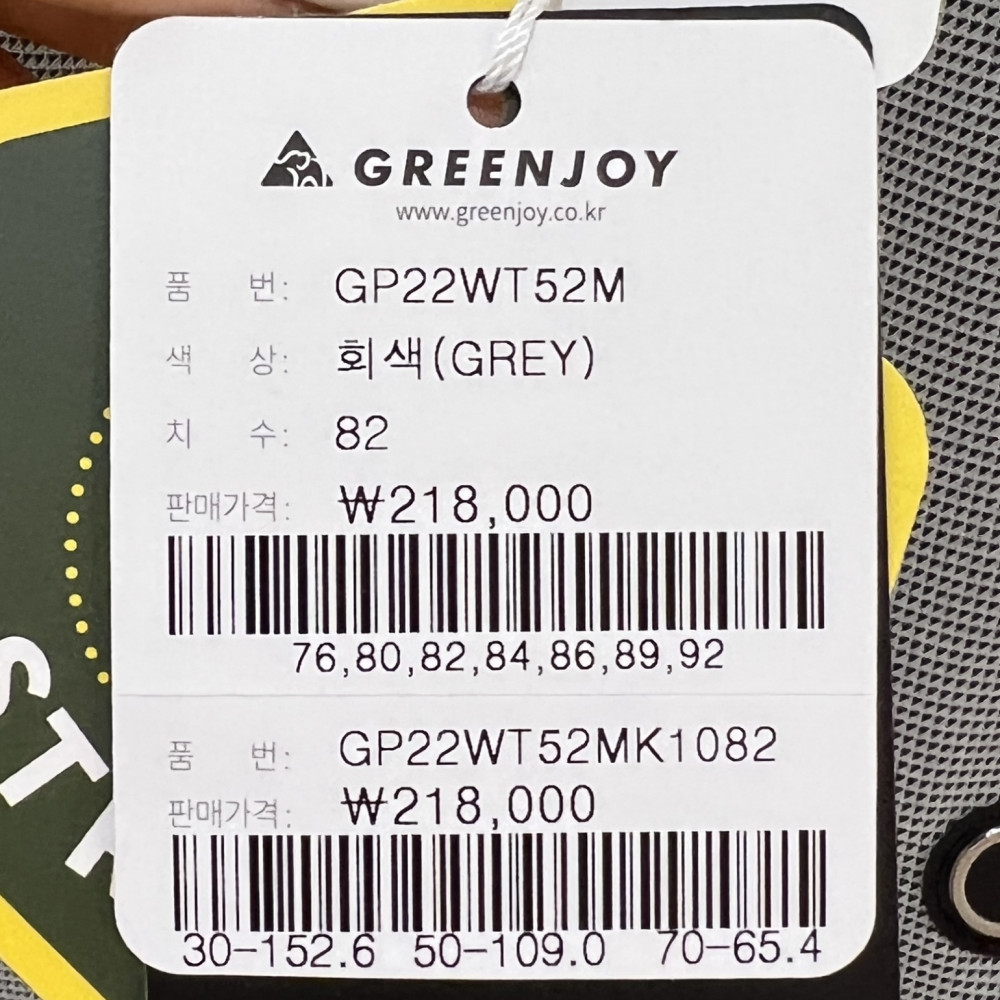 GREENJOY
www.greenjoy.co.kr
품 번: GP22WT52M
색 상: 회색(GREY)
치 수: 82
판매가격: ₩218,000
76,80,82,84,86,89,92
품 번: GP22WT52MK1082
판매가격: ₩218,000
30-152.6 50-109.0 70-65.4